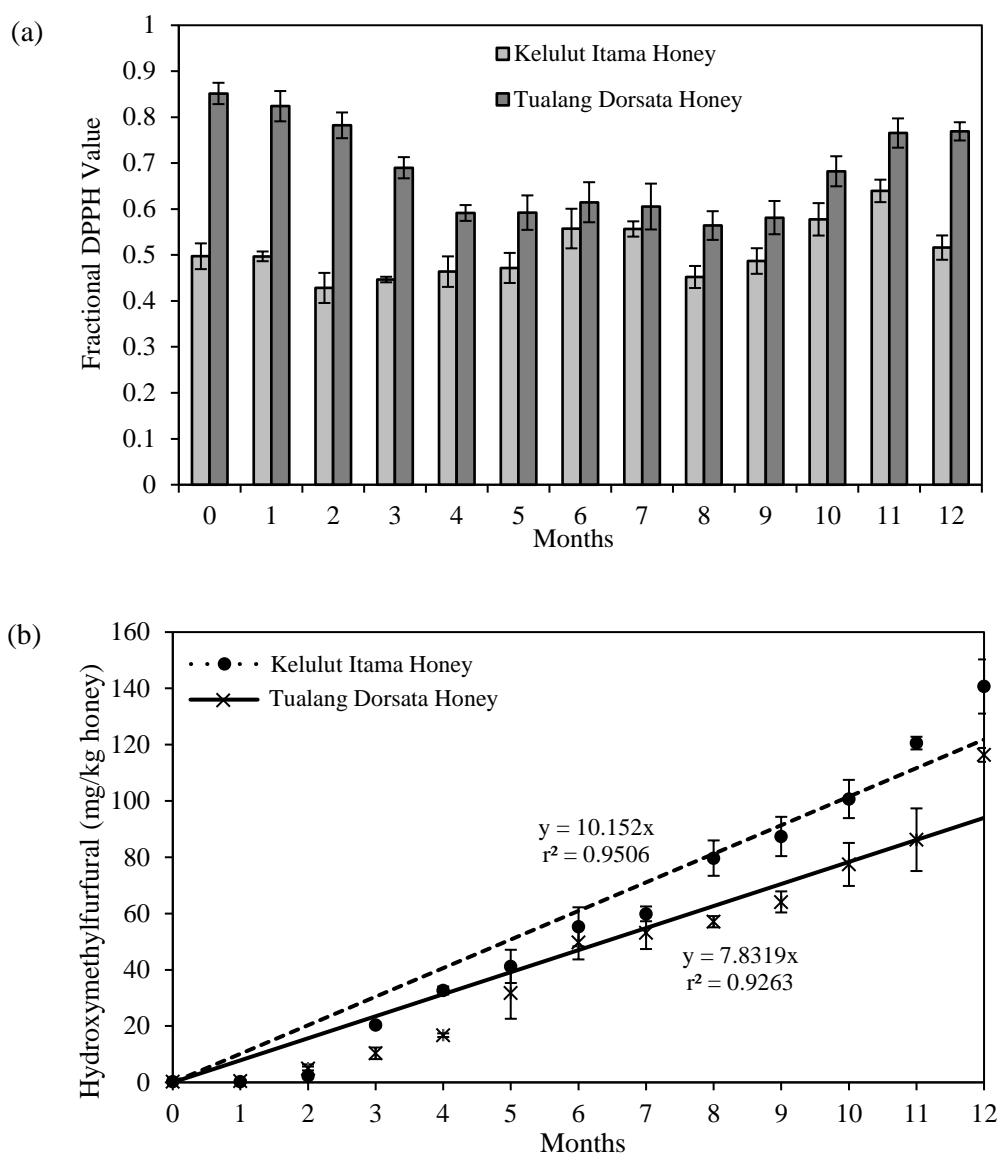 (a)
Fractional DPPH Value
1
0.9
0.8
0.7
0.6
0.5
0.4
0.3
0.2
0.1
0
Kelulut Itama Honey
Tualang Dorsata Honey
0 1 2 3 4 5 6 7 8 9 10 11 12
Months
(b)
Hydroxymethylfurfural (mg/kg honey)
160
140
120
100
80
60
40
20
0
Kelulut Itama Honey
Tualang Dorsata Honey
y = 10.152x
r² = 0.9506
y = 7.8319x
r² = 0.9263
0 1 2 3 4 5 6 7 8 9 10 11 12
Months